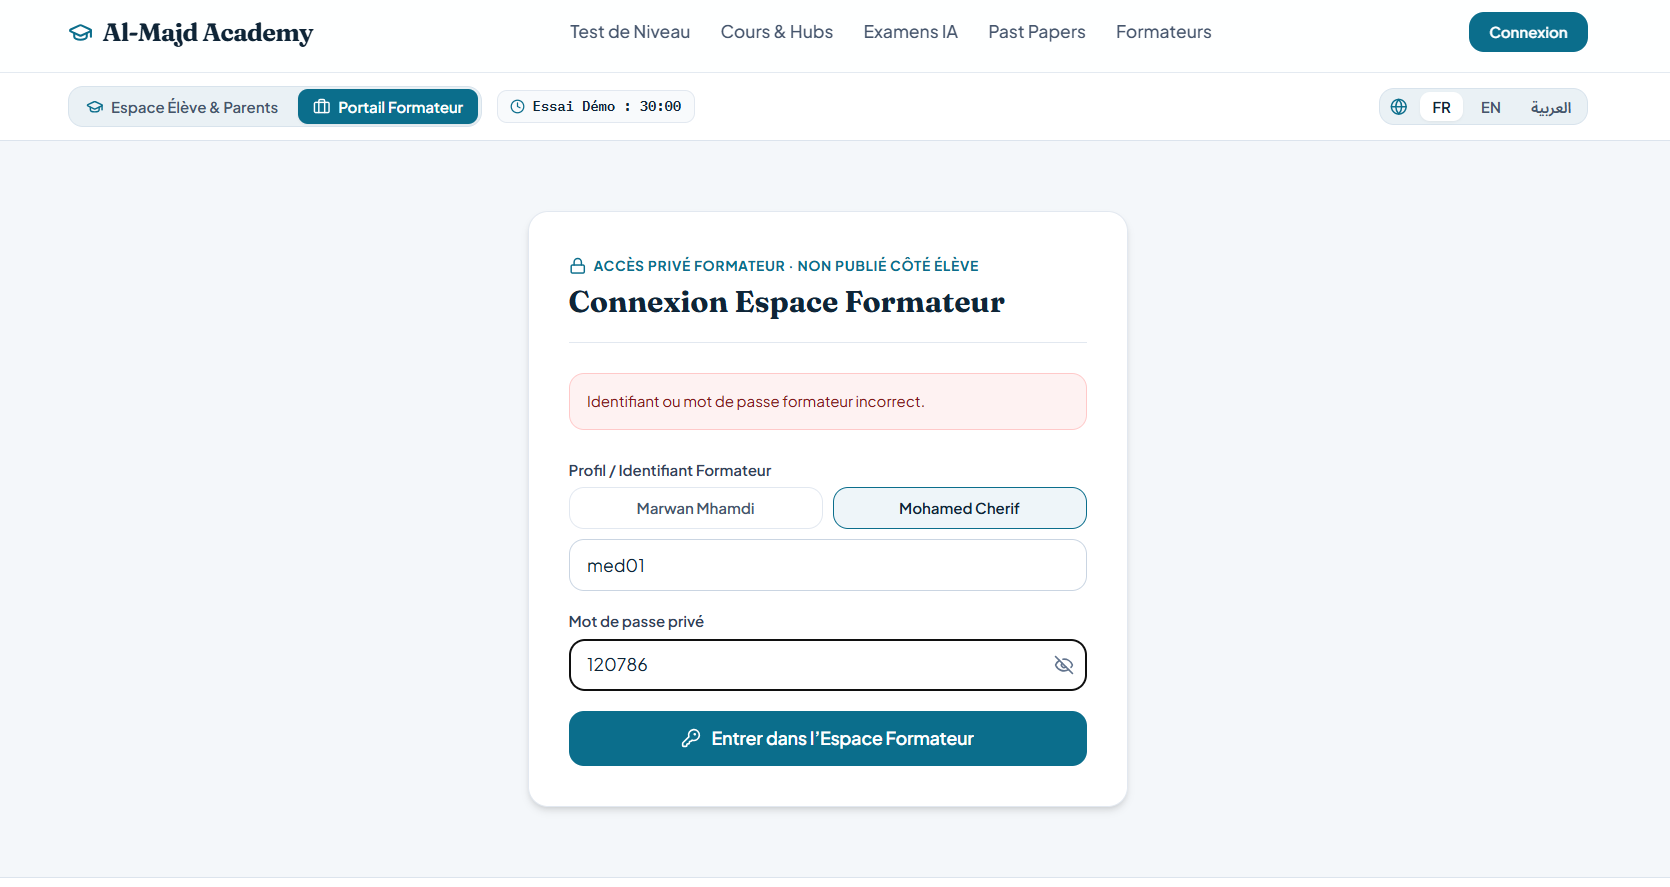 Al-Majd Academy
Test de Niveau
Cours & Hubs
Examens IA
Past Papers
Formateurs
Connexion
Espace Élève & Parents
Portail Formateur
Essai Démo : 30:00
FR
EN
العربية
ACCÈS PRIVÉ FORMATEUR · NON PUBLIÉ CÔTÉ ÉLÈVE
Connexion Espace Formateur
Identifiant ou mot de passe formateur incorrect.
Profil / Identifiant Formateur
Marwan Mhamdi
Mohamed Cherif
med01
Mot de passe privé
120786
Entrer dans l’Espace Formateur